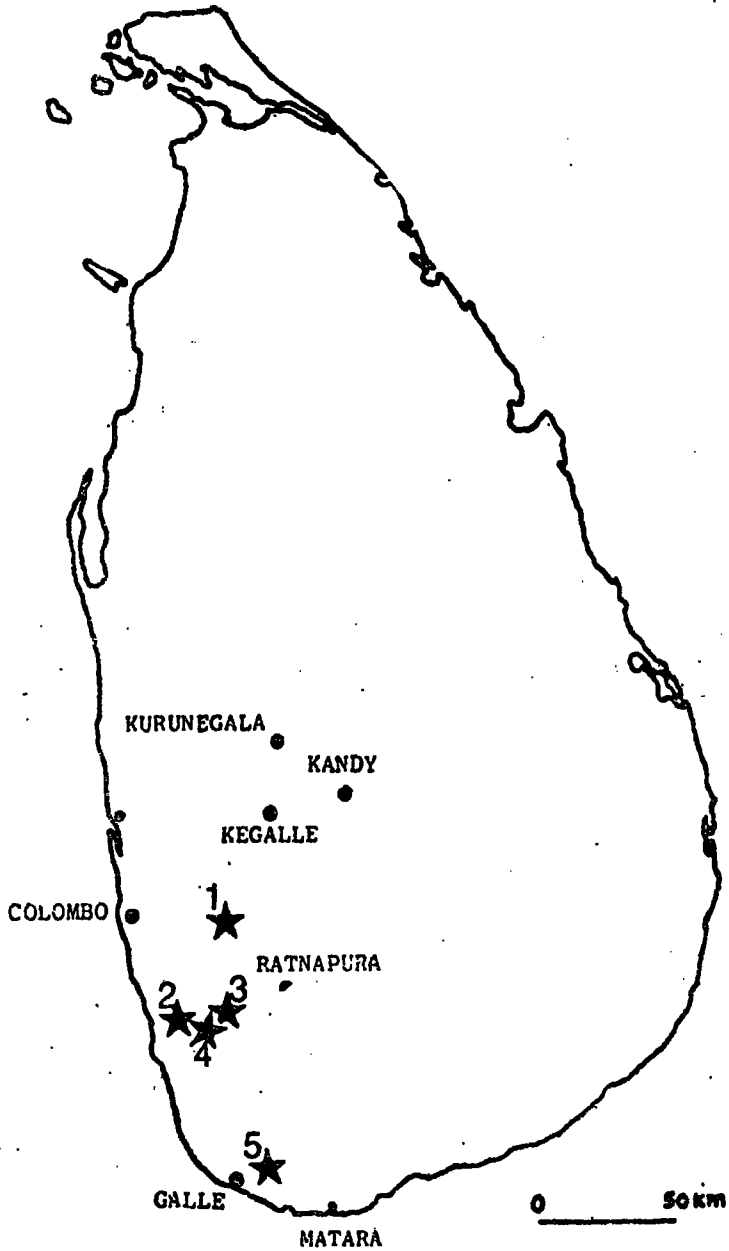 KURUNEGALA
KANDY
KEGALLE
1
COLOMBO
RATNAPURA
2
3
4
5
GALLE
0 50km
MATARA